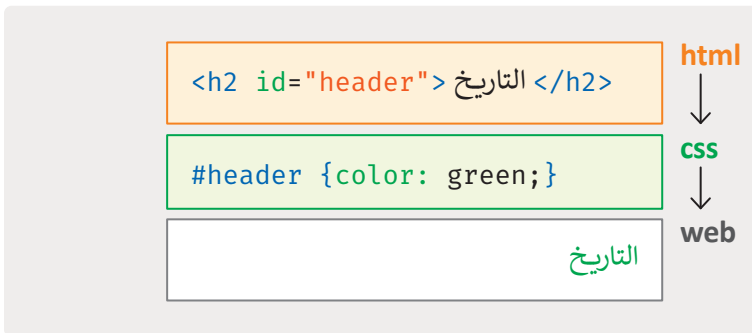 <h2 id="header"> التاريخ </h2>
html
#header {color: green;}
css
التاريخ
web